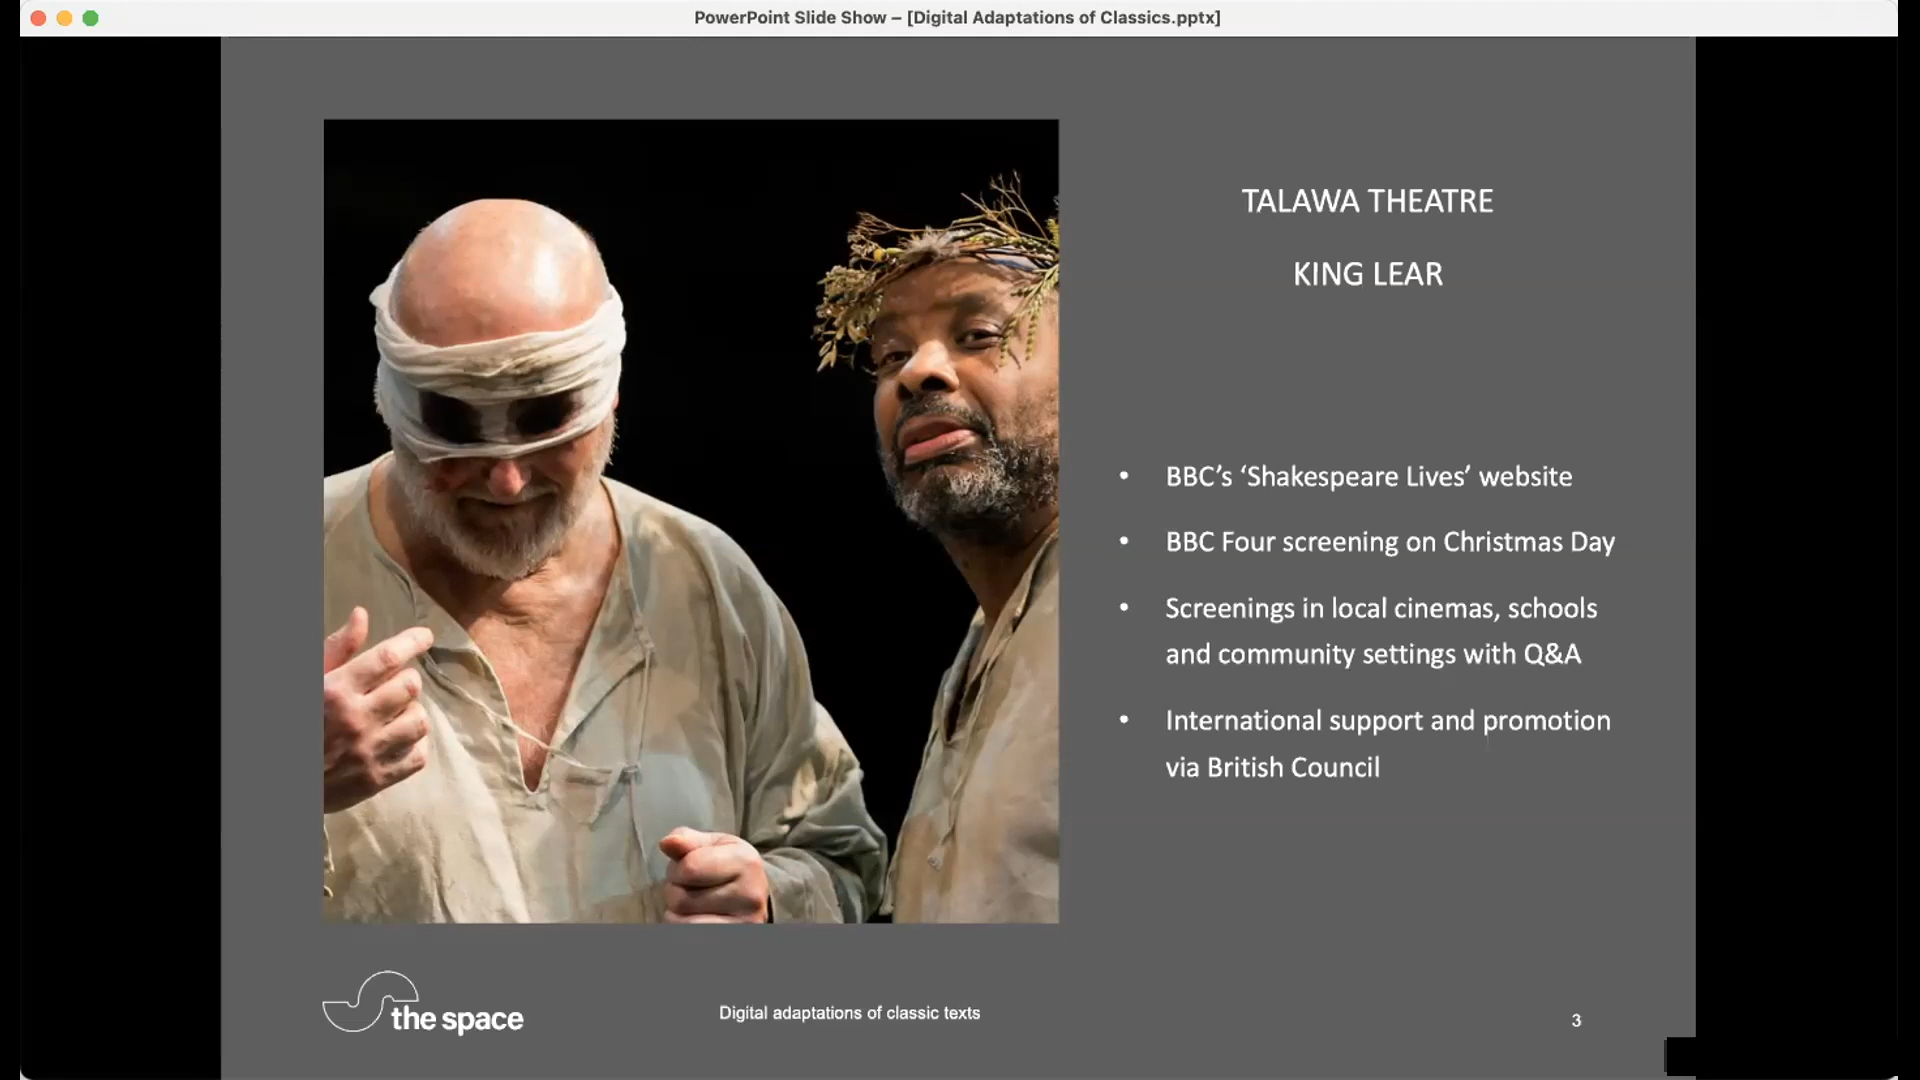 PowerPoint Slide Show – [Digital Adaptations of Classics.pptx]
TALAWA THEATRE
KING LEAR
• BBC’s ‘Shakespeare Lives’ website
• BBC Four screening on Christmas Day
• Screenings in local cinemas, schools
and community settings with Q&A
• International support and promotion
via British Council
the space
Digital adaptations of classic texts
3